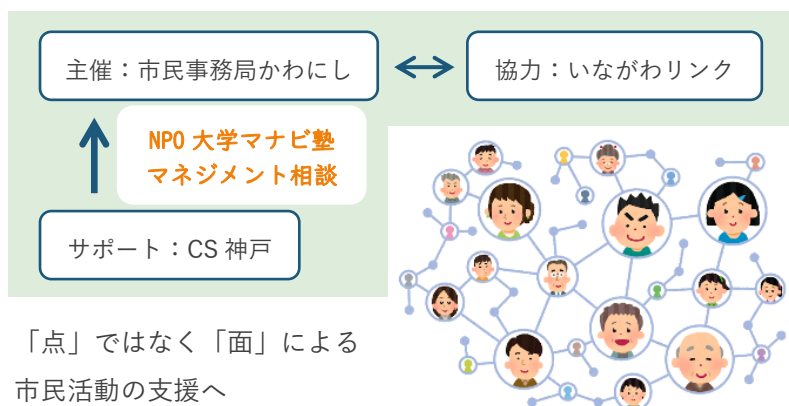 主催：市民事務局かわにし
協力：いながわリンク
NPO 大学マナビ塾
マネジメント相談
サポート：CS 神戸
「点」ではなく「面」による
市民活動の支援へ